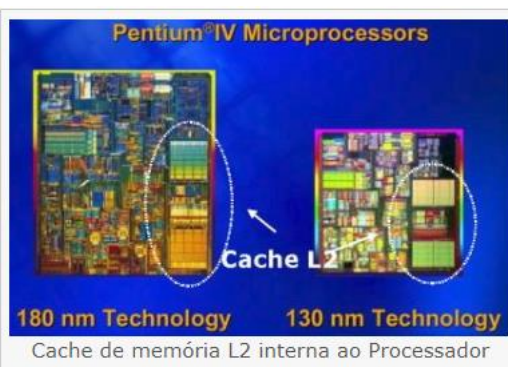 Pentium®IV Microprocessors
Cache L2
180 nm Technology
130 nm Technology
Cache de memória L2 interna ao Processador